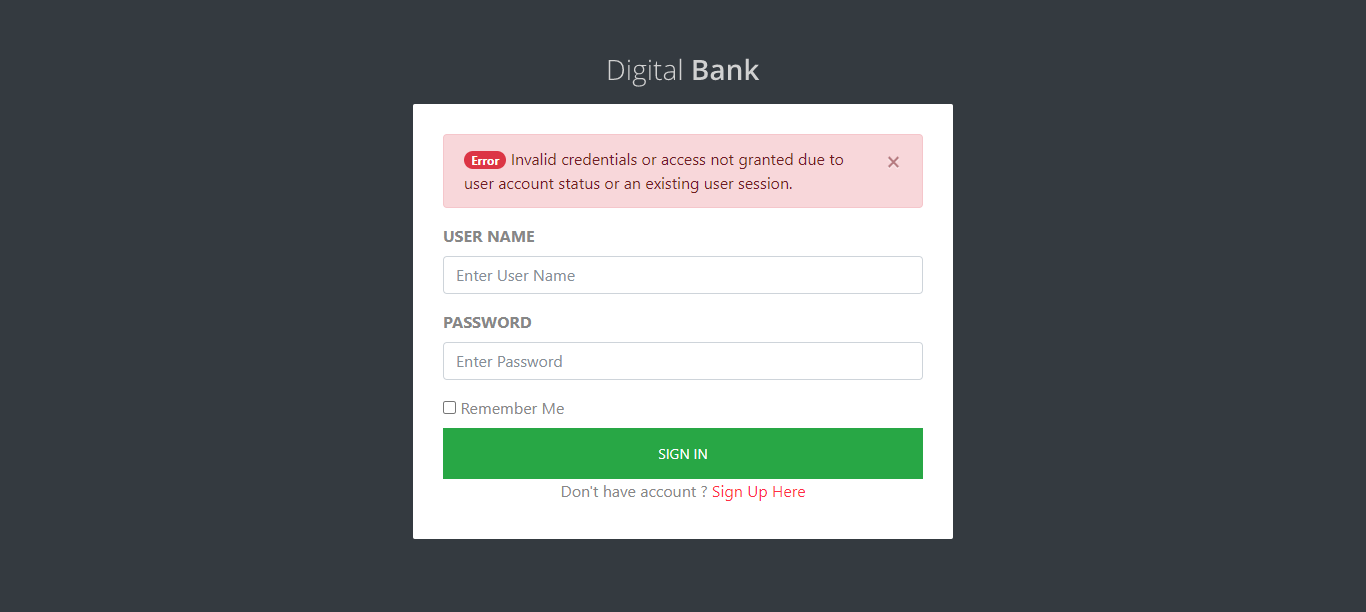 Digital Bank
Error Invalid credentials or access not granted due to
user account status or an existing user session.
×
USER NAME
Enter User Name
PASSWORD
Enter Password
Remember Me
SIGN IN
Don't have account ? Sign Up Here